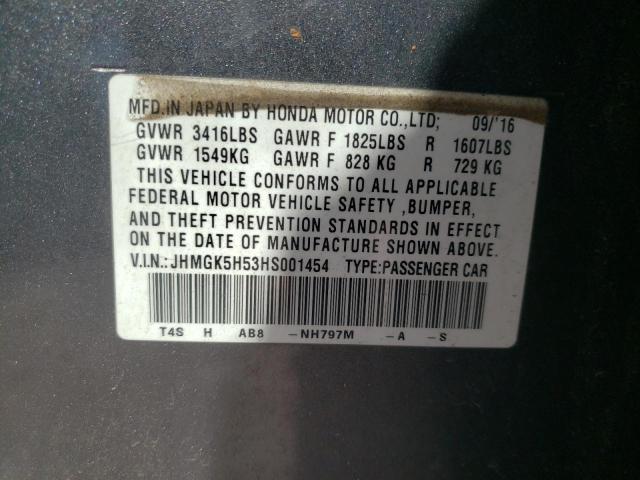 MFD.IN JAPAN BY HONDA MOTOR CO.,LTD; 09/'16
GVWR 3416LBS GAWR F 1825LBS R 1607LBS
GVWR 1549KG GAWR F 828 KG R 729 KG
THIS VEHICLE CONFORMS TO ALL APPLICABLE
FEDERAL MOTOR VEHICLE SAFETY ,BUMPER,
AND THEFT PREVENTION STANDARDS IN EFFECT
ON THE DATE OF MANUFACTURE SHOWN ABOVE.
V.I.N.:JHMGK5H53HS001454 TYPE:PASSENGER CAR
T4S H AB8 -NH797M -A -S